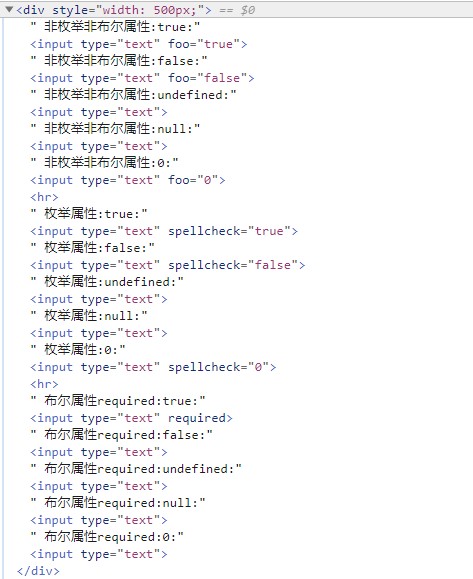 ▼<div style="width: 500px;"> == $0
" 非枚举非布尔属性:true:"
<input type="text" foo="true">
" 非枚举非布尔属性:false:"
<input type="text" foo="false">
" 非枚举非布尔属性:undefined:"
<input type="text">
" 非枚举非布尔属性:null:"
<input type="text">
" 非枚举非布尔属性:0:"
<input type="text" foo="0">
<hr>
" 枚举属性:true:"
<input type="text" spellcheck="true">
" 枚举属性:false:"
<input type="text" spellcheck="false">
" 枚举属性:undefined:"
<input type="text">
" 枚举属性:null:"
<input type="text">
" 枚举属性:0:"
<input type="text" spellcheck="0">
<hr>
" 布尔属性required:true:"
<input type="text" required>
" 布尔属性required:false:"
<input type="text">
" 布尔属性required:undefined:"
<input type="text">
" 布尔属性required:null:"
<input type="text">
" 布尔属性required:0:"
<input type="text">
</div>